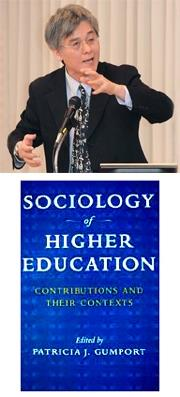 SOCIOLOGY
of
HIGHER
EDUCATION
CONTRIBUTIONS AND
THEIR CONTEXTS
Edited by
PATRICIA J. GUMPORT